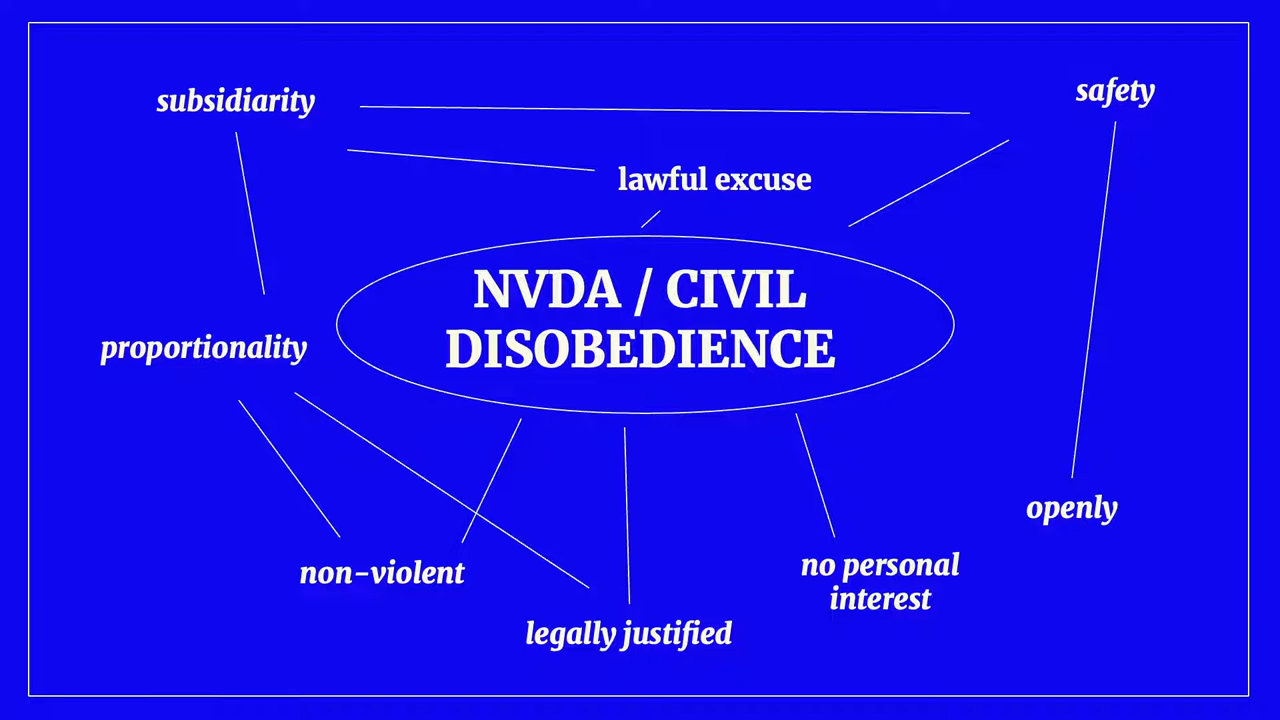 subsidiarity
safety
lawful excuse
NVDA / CIVIL
DISOBEDIENCE
proportionality
openly
non-violent
no personal
interest
legally justified